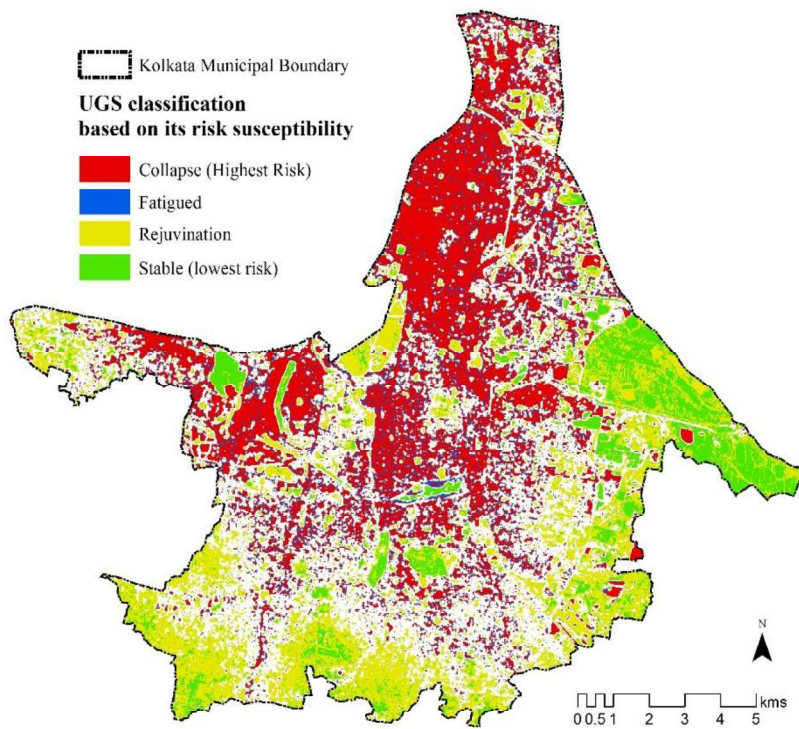 Kolkata Municipal Boundary
UGS classification
based on its risk susceptibility
Collapse (Highest Risk)
Fatigued
Rejuvination
Stable (lowest risk)
N
kms
0 0.5 1 2 3 4 5